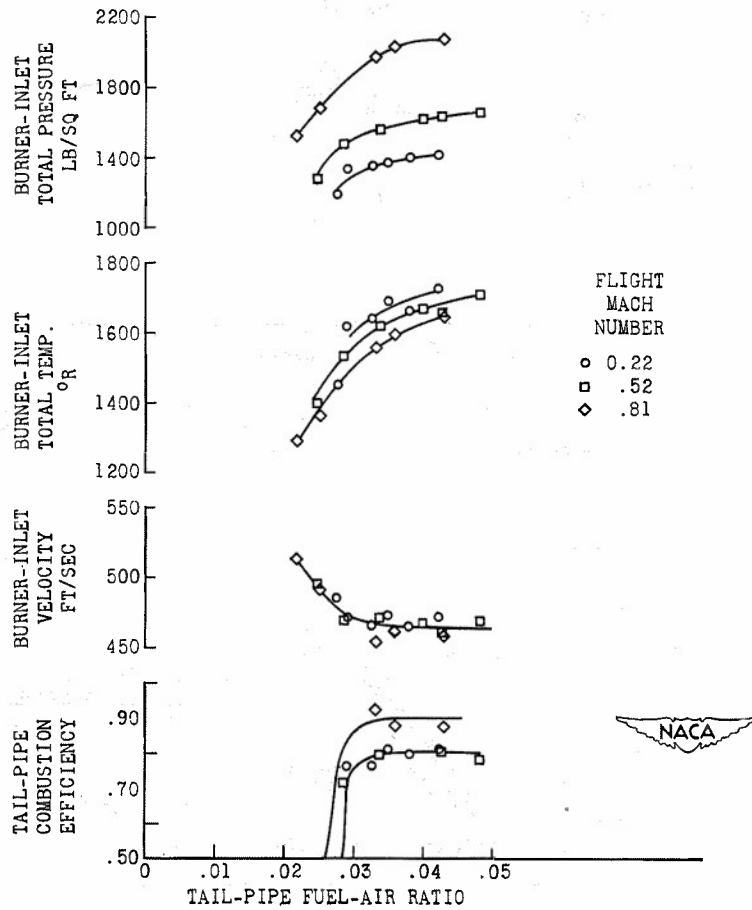 BURNER-INLET
TOTAL PRESSURE
LB/SQ FT
2200
2000
1800
1400
1000
BURNER-INLET
TOTAL TEMP.
°R
1800
1600
1400
1200
FLIGHT
MACH
NUMBER
○ 0.22
□ .52
◇ .81
BURNER-INLET
VELOCITY
FT/SEC
550
500
450
TAIL-PIPE
COMBUSTION
EFFICIENCY
.90
.70
.50
NACA
0 .01 .02 .03 .04 .05
TAIL-PIPE FUEL-AIR RATIO